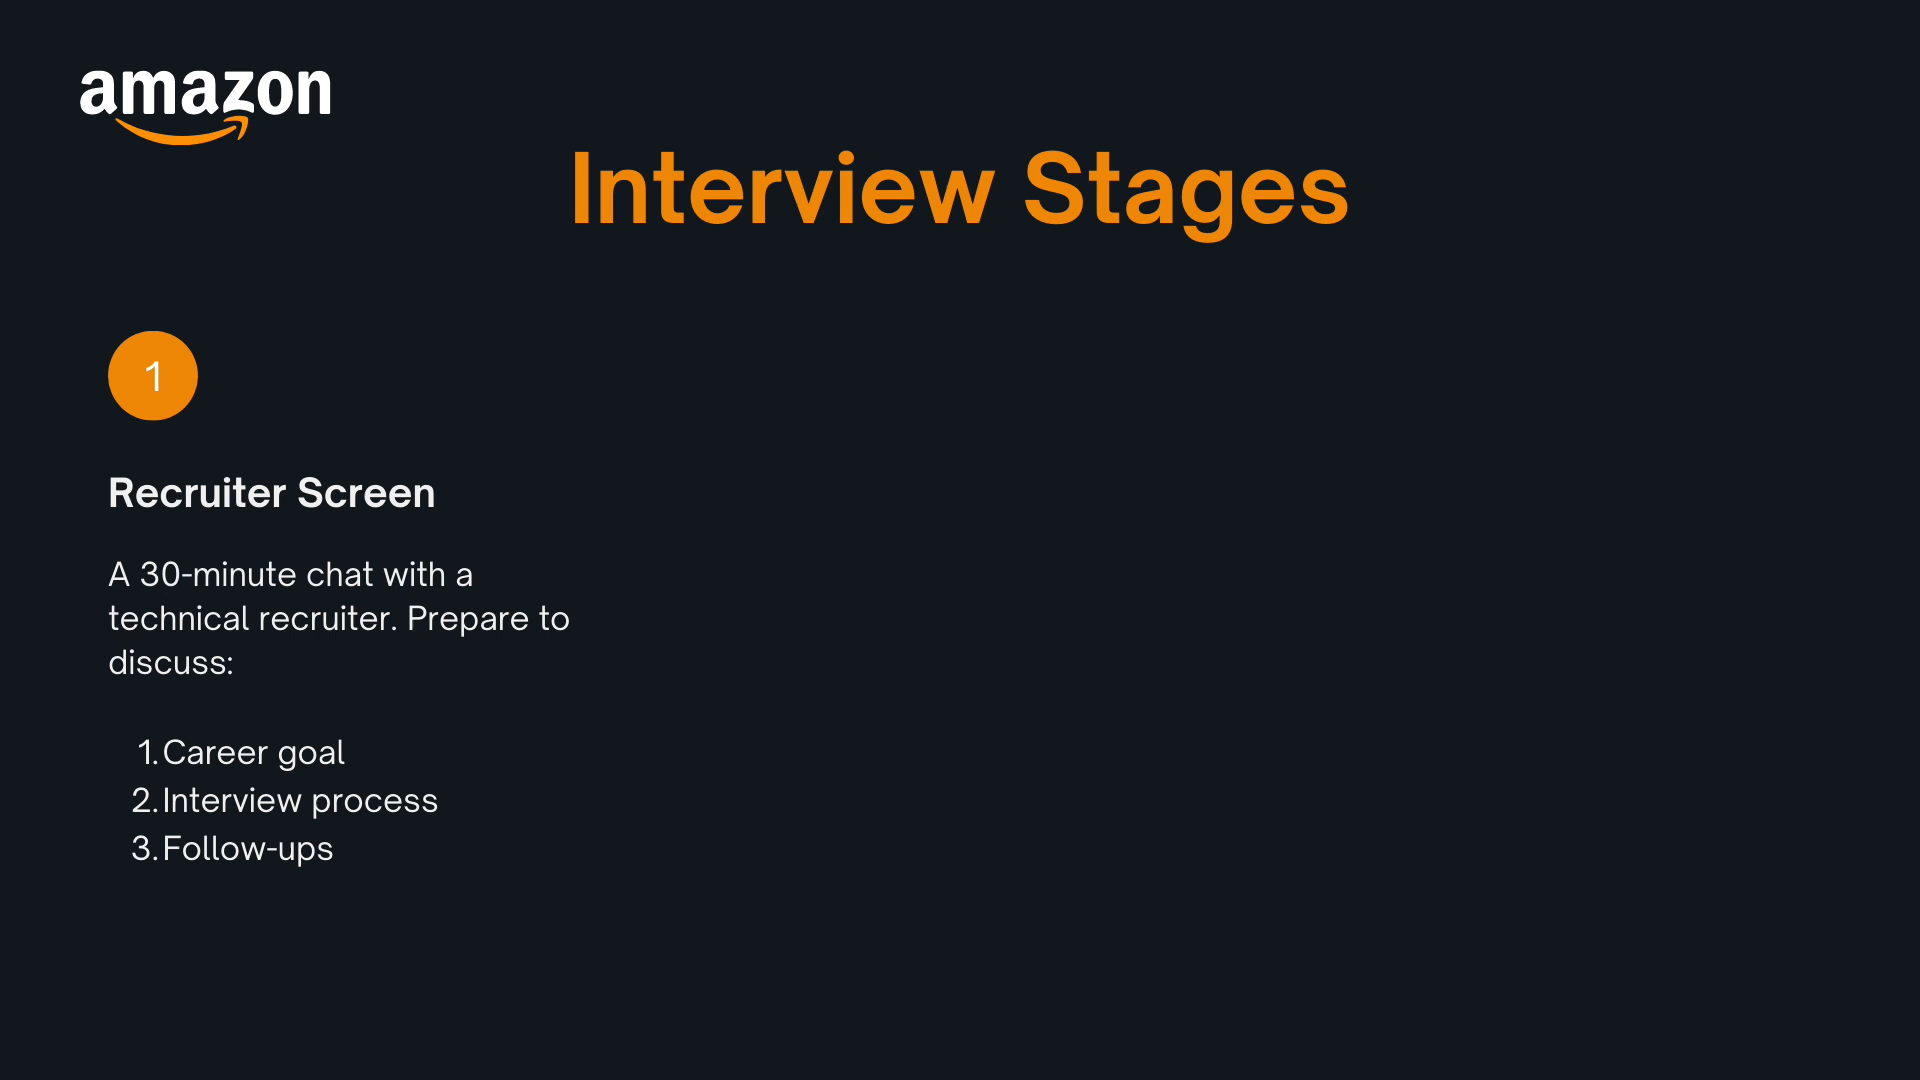 amazon
Interview Stages
1
Recruiter Screen
A 30-minute chat with a
technical recruiter. Prepare to
discuss:
1. Career goal
2. Interview process
3. Follow-ups